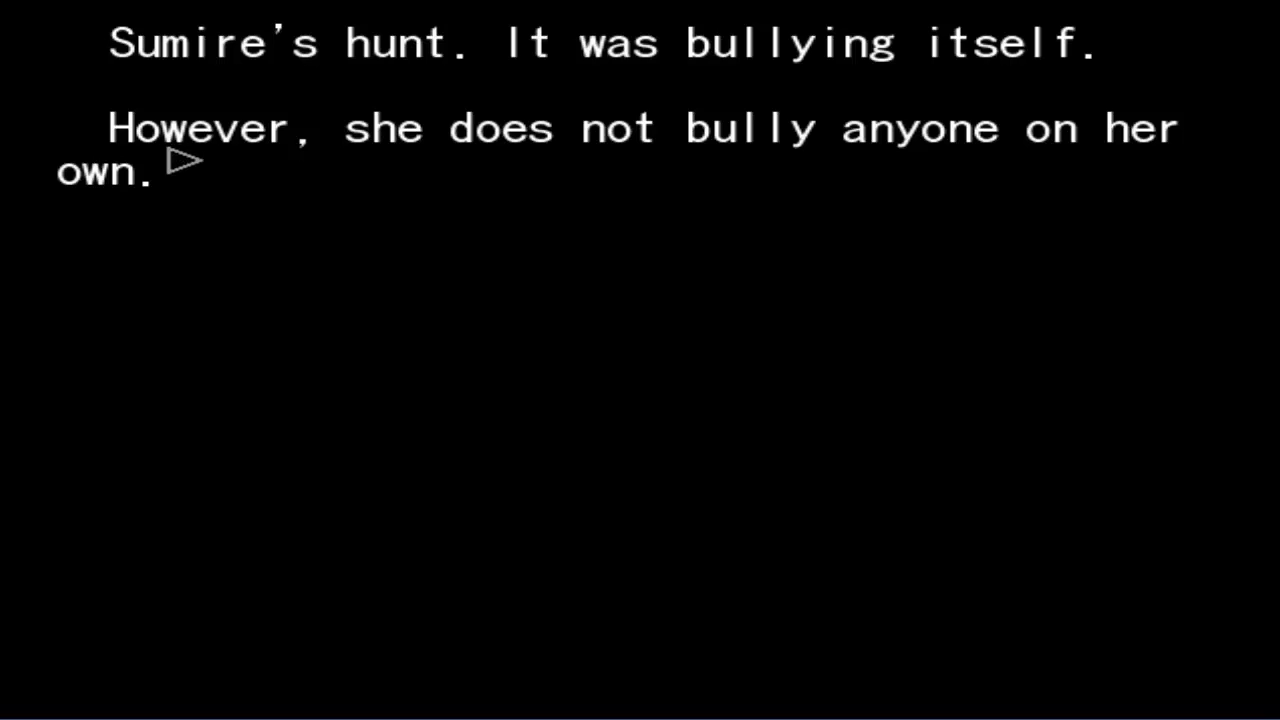 Sumire's hunt. It was bullying itself.
However, she does not bully anyone on her
own.